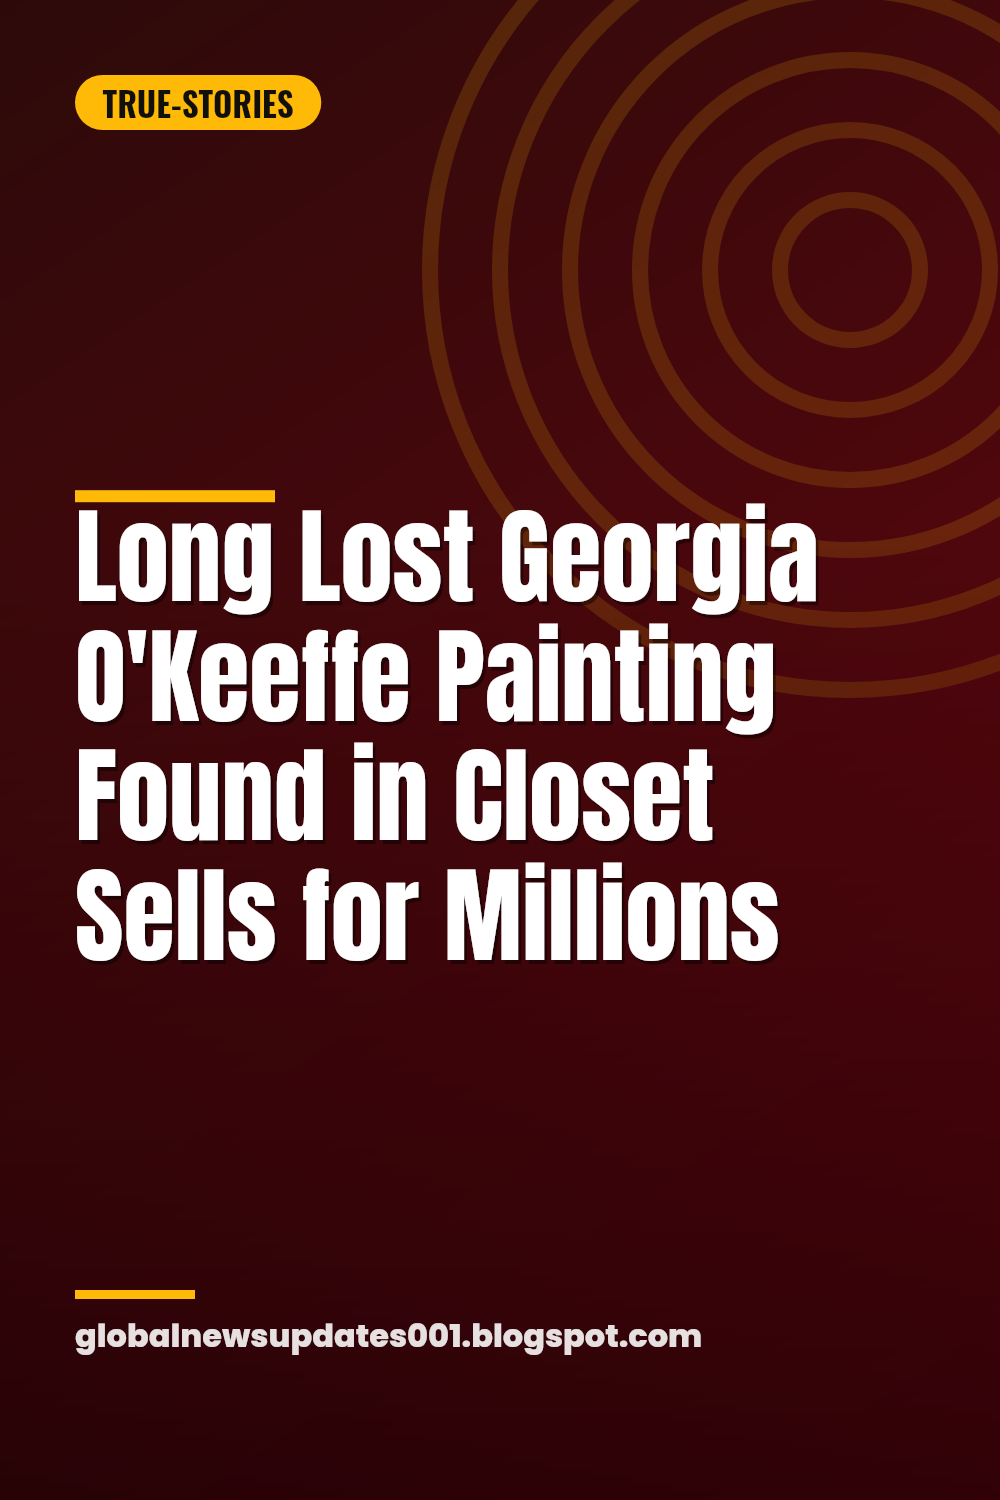 TRUE-STORIES
Long Lost Georgia
O'Keeffe Painting
Found in Closet
Sells for Millions
globalnewsupdates001.blogspot.com